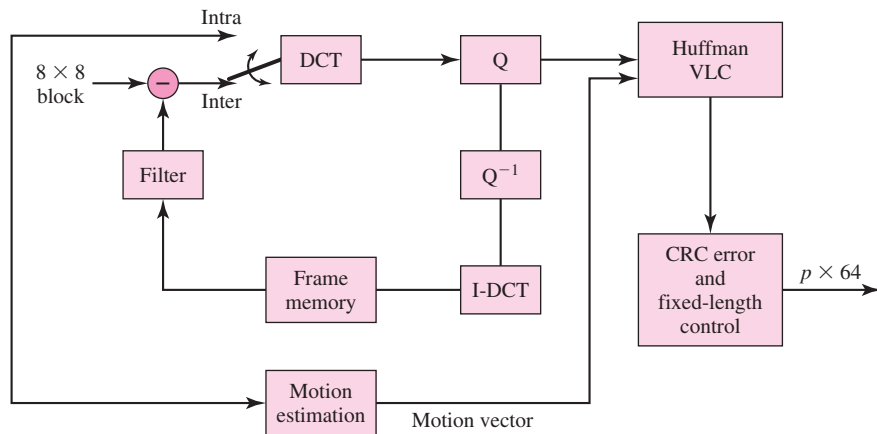 Intra
8 × 8
block
−
Inter
DCT
Q
Huffman
VLC
Filter
Q⁻¹
Frame
memory
I-DCT
CRC error
and
fixed-length
control
p × 64
Motion
estimation
Motion vector